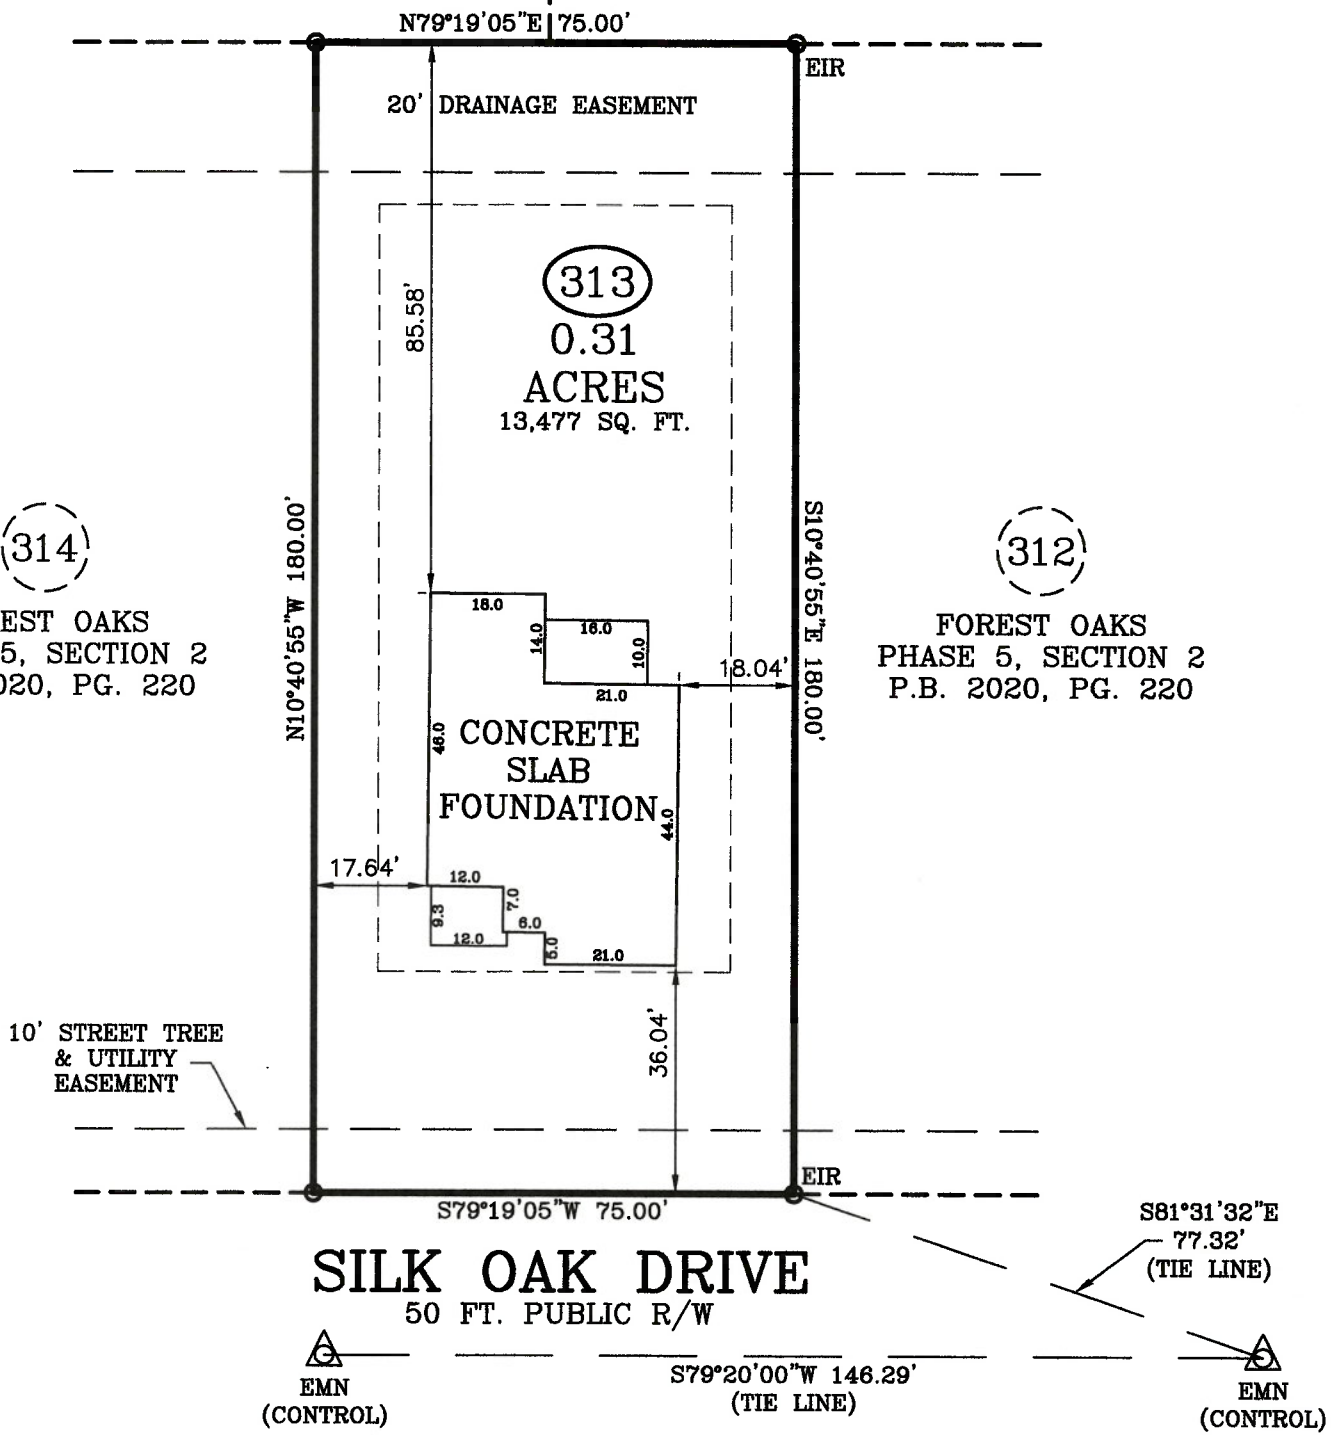 N79°19'05"E 75.00'
EIR
20' DRAINAGE EASEMENT
85.58'
313
0.31
ACRES
13,477 SQ. FT.
N10°40'55"W 180.00'
S10°40'55"E 180.00'
314
EST OAKS
5, SECTION 2
020, PG. 220
312
FOREST OAKS
PHASE 5, SECTION 2
P.B. 2020, PG. 220
18.0
16.0
14.0
10.0
21.0
18.04'
46.0
CONCRETE
SLAB
FOUNDATION
44.0
17.64'
12.0
7.0
9.3
6.0
12.0
5.0
21.0
36.04'
10' STREET TREE
& UTILITY
EASEMENT
EIR
S79°19'05"W 75.00'
SILK OAK DRIVE
50 FT. PUBLIC R/W
S81°31'32"E
77.32'
(TIE LINE)
S79°20'00"W 146.29'
(TIE LINE)
EMN
(CONTROL)
EMN
(CONTROL)